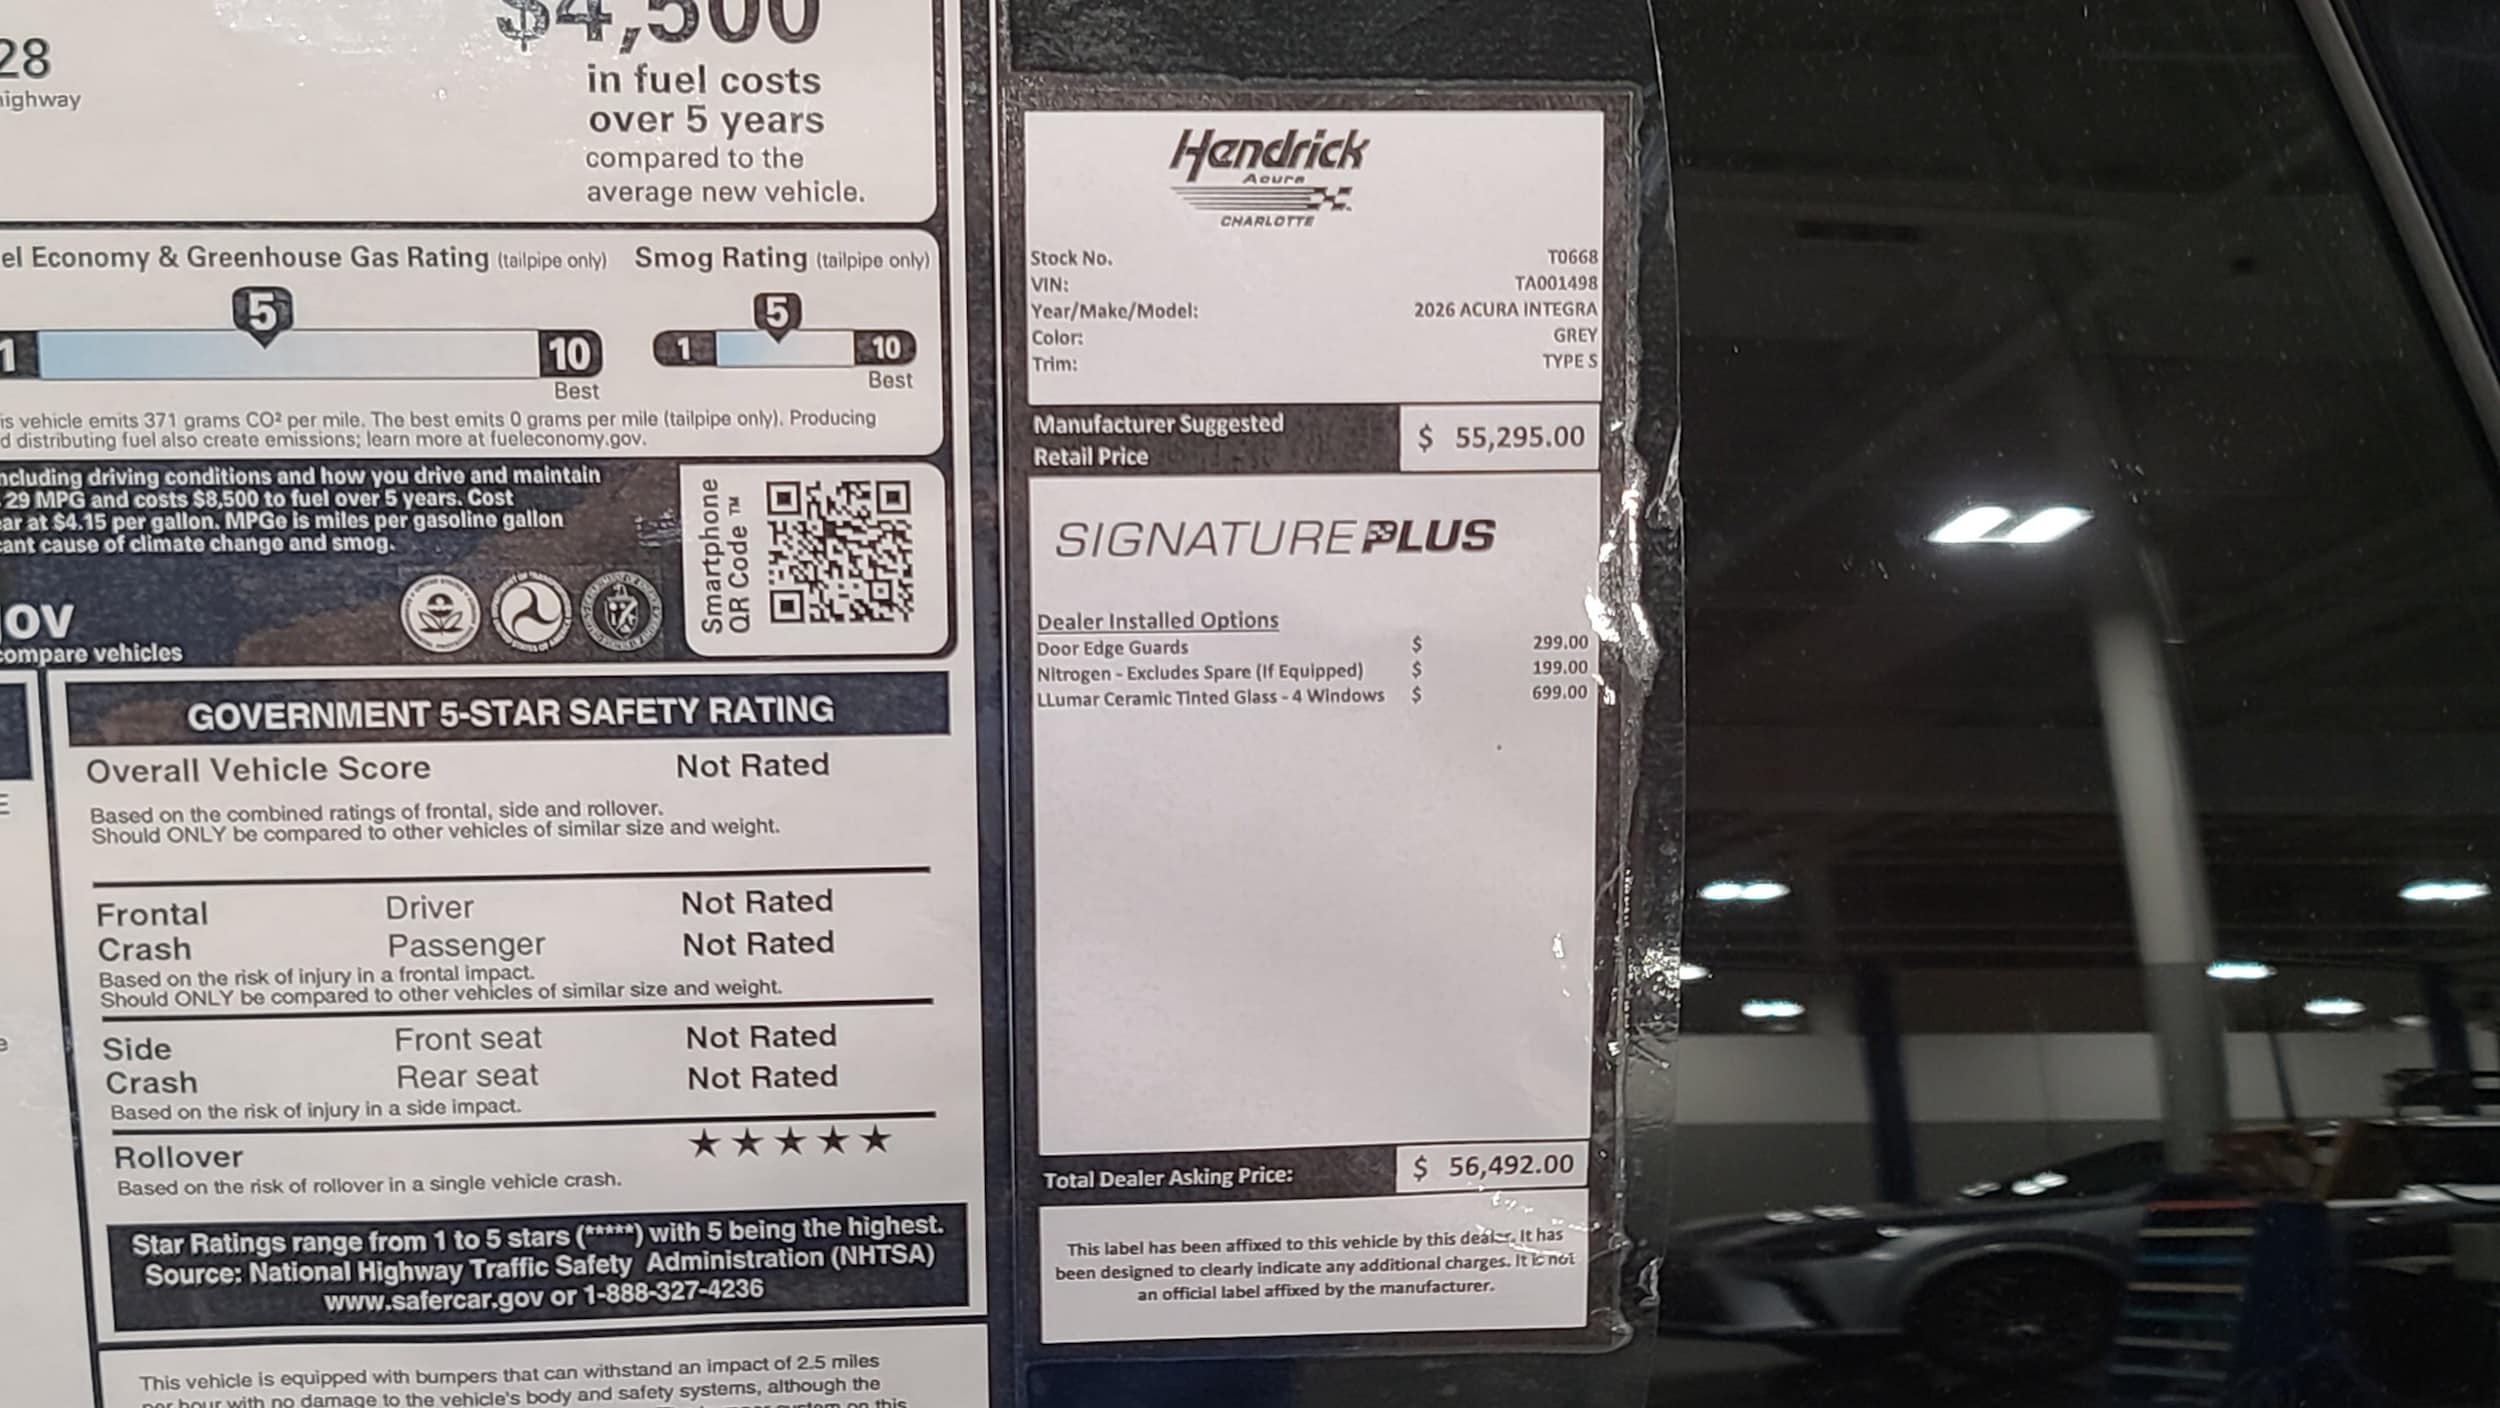 $4,500
in fuel costs
over 5 years
compared to the
average new vehicle.
28
highway
Economy & Greenhouse Gas Rating (tailpipe only)
Smog Rating (tailpipe only)
5
1
10
Best
5
1
10
Best
vehicle emits 371 grams CO² per mile. The best emits 0 grams per mile (tailpipe only). Producing
distributing fuel also create emissions; learn more at fueleconomy.gov.
including driving conditions and how you drive and maintain
29 MPG and costs $8,500 to fuel over 5 years. Cost
at $4.15 per gallon. MPGe is miles per gasoline gallon
cause of climate change and smog.
compare vehicles
Smartphone
QR Code ™
GOVERNMENT 5-STAR SAFETY RATING
Overall Vehicle Score Not Rated
Based on the combined ratings of frontal, side and rollover.
Should ONLY be compared to other vehicles of similar size and weight.
Frontal Driver Not Rated
Crash Passenger Not Rated
Based on the risk of injury in a frontal impact.
Should ONLY be compared to other vehicles of similar size and weight.
Side Front seat Not Rated
Crash Rear seat Not Rated
Based on the risk of injury in a side impact.
Rollover ★★★★★
Based on the risk of rollover in a single vehicle crash.
Star Ratings range from 1 to 5 stars (*****) with 5 being the highest.
Source: National Highway Traffic Safety Administration (NHTSA)
www.safercar.gov or 1-888-327-4236
This vehicle is equipped with bumpers that can withstand an impact of 2.5 miles
per hour with no damage to the vehicle's body and safety systems, although the
Hendrick
Acura
CHARLOTTE
Stock No. T0668
VIN: TA001498
Year/Make/Model: 2026 ACURA INTEGRA
Color: GREY
Trim: TYPE S
Manufacturer Suggested
Retail Price
$ 55,295.00
SIGNATURE PLUS
Dealer Installed Options
Door Edge Guards $ 299.00
Nitrogen - Excludes Spare (If Equipped) $ 199.00
LLumar Ceramic Tinted Glass - 4 Windows $ 699.00
Total Dealer Asking Price: $ 56,492.00
This label has been affixed to this vehicle by this dealer. It has
been designed to clearly indicate any additional charges. It is not
an official label affixed by the manufacturer.